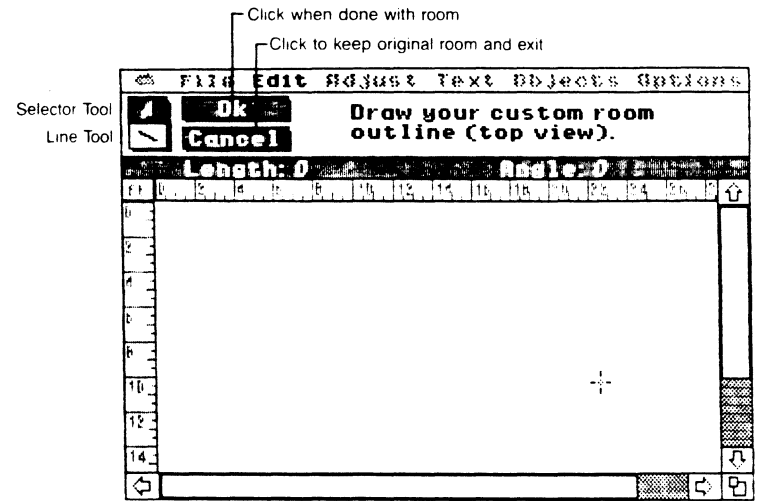 Click when done with room
Click to keep original room and exit
File Edit Adjust Text Objects Options
Selector Tool
Ok
Draw your custom room
Line Tool
Cancel
outline (top view).
Length: 0 Angle: 0
0 2 4 6 8 10 12 14 16 18 20 22 24 26
0
2
4
6
8
10
12
14